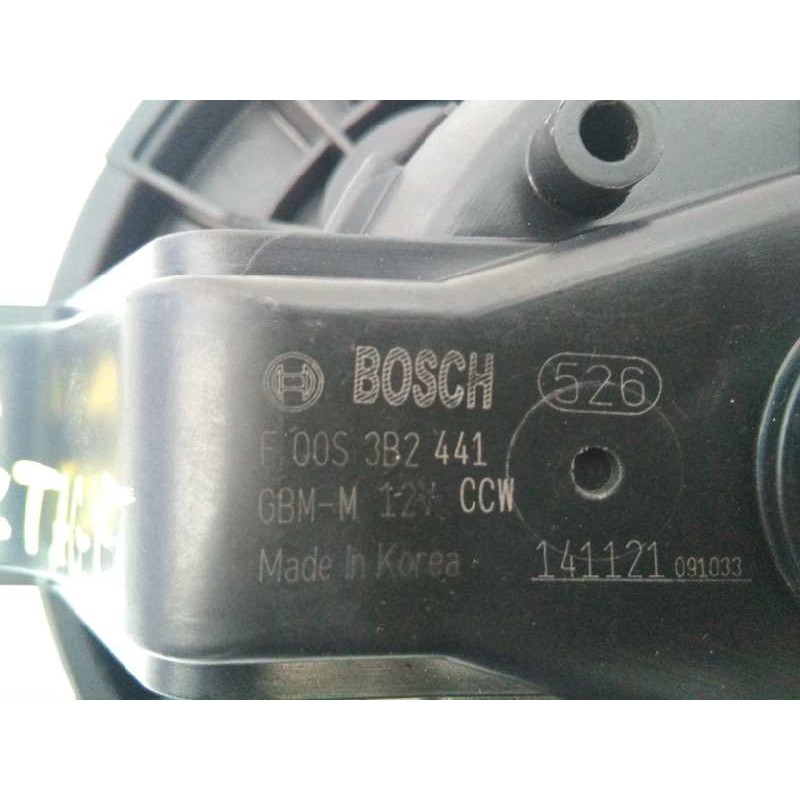 BOSCH 526
F 00S 3B2 441
GBM-M 12V CCW
Made In Korea 141121 091033